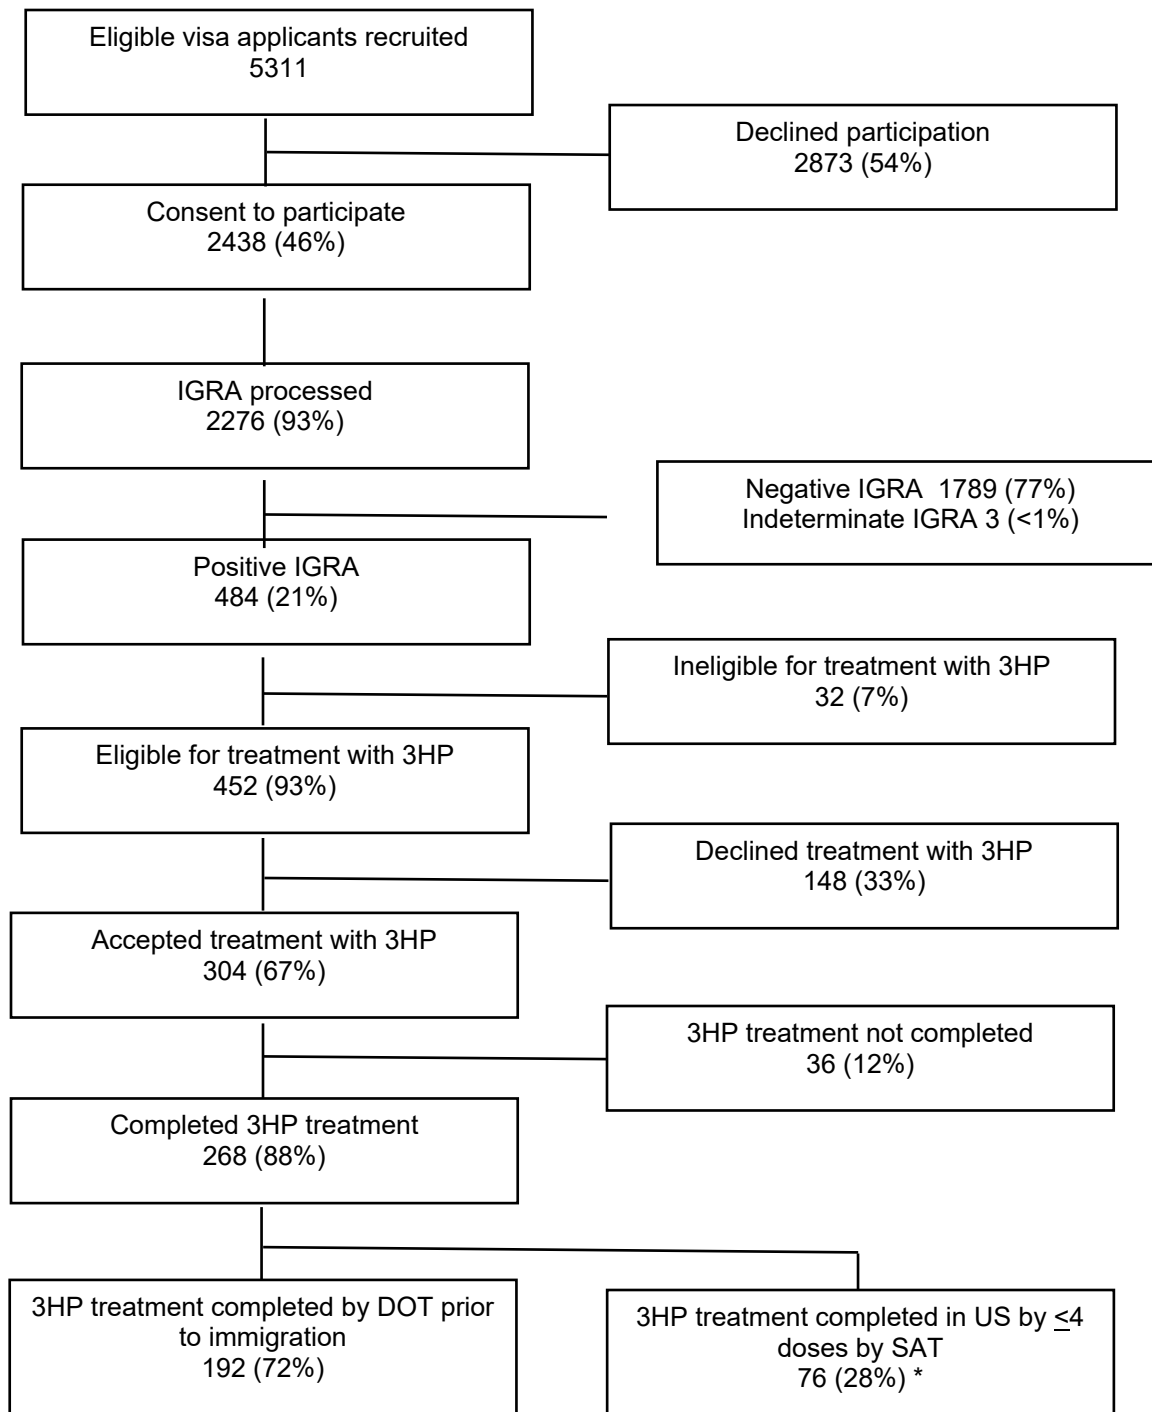 Eligible visa applicants recruited
5311
Declined participation
2873 (54%)
Consent to participate
2438 (46%)
IGRA processed
2276 (93%)
Negative IGRA  1789 (77%)
Indeterminate IGRA 3 (<1%)
Positive IGRA
484 (21%)
Ineligible for treatment with 3HP
32 (7%)
Eligible for treatment with 3HP
452 (93%)
Declined treatment with 3HP
148 (33%)
Accepted treatment with 3HP
304 (67%)
3HP treatment not completed
36 (12%)
Completed 3HP treatment
268 (88%)
3HP treatment completed by DOT prior
to immigration
192 (72%)
3HP treatment completed in US by ≤4
doses by SAT
76 (28%) *